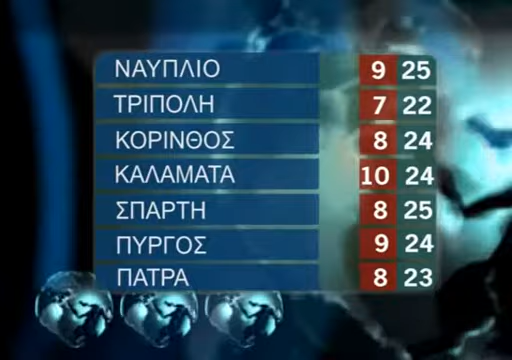 ΝΑΥΠΛΙΟ 9 25
ΤΡΙΠΟΛΗ 7 22
ΚΟΡΙΝΘΟΣ 8 24
ΚΑΛΑΜΑΤΑ 10 24
ΣΠΑΡΤΗ 8 25
ΠΥΡΓΟΣ 9 24
ΠΑΤΡΑ 8 23